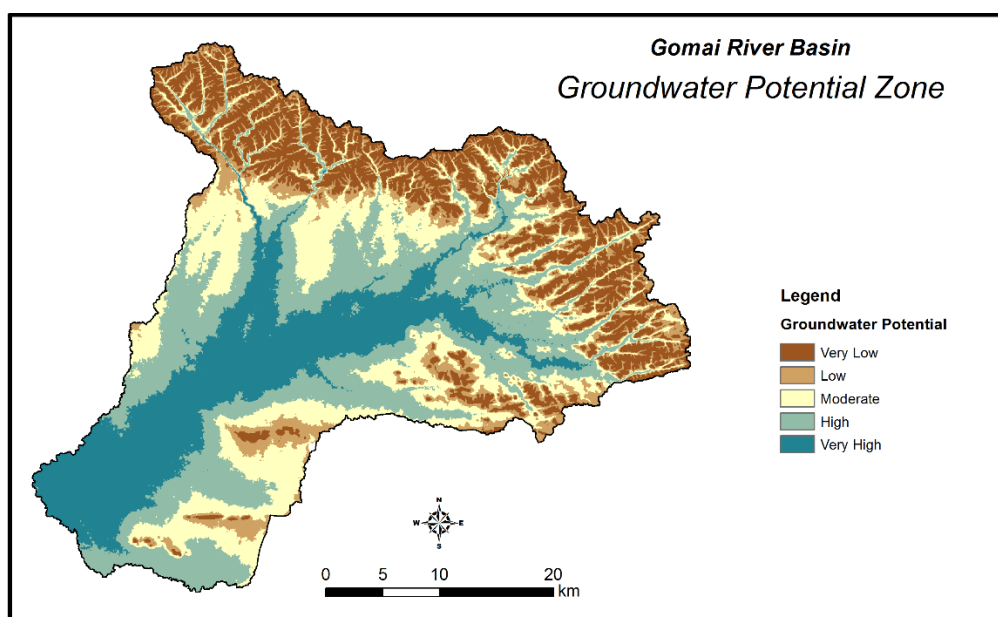 Gomai River Basin
Groundwater Potential Zone
Legend
Groundwater Potential
Very Low
Low
Moderate
High
Very High
N
W E
S
0 5 10 20
km